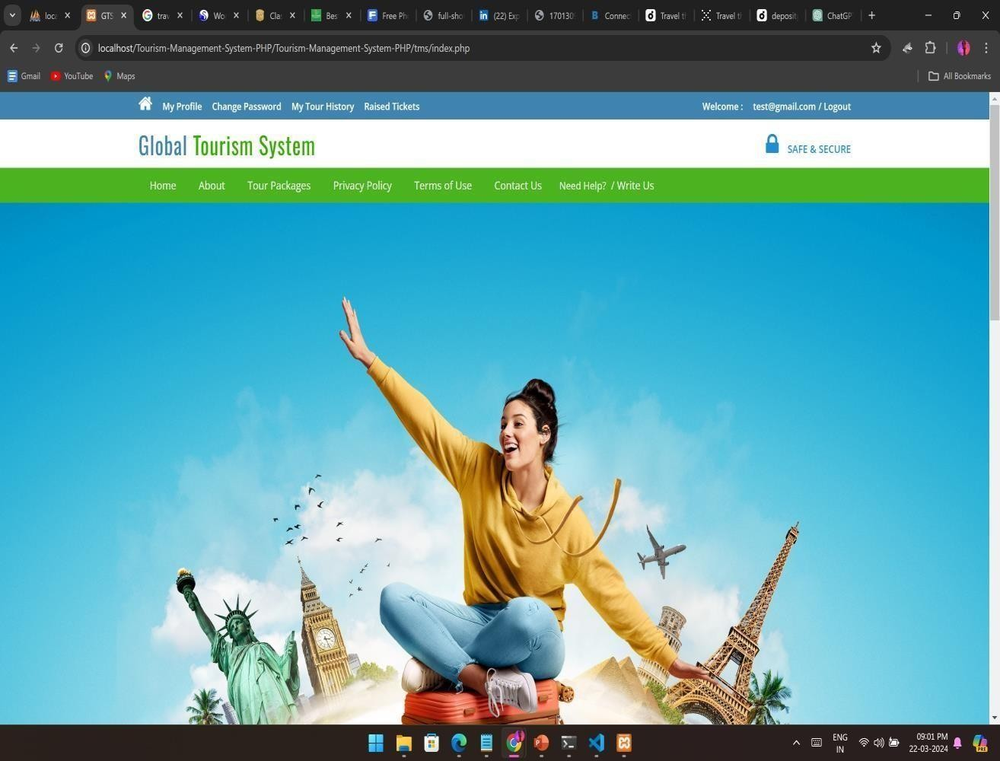 loca GTS trav Wo Clas Bes Free Ph full-sho (22) Exp 170130 Connec Travel t Travel t deposit ChatGP
localhost/Tourism-Management-System-PHP/Tourism-Management-System-PHP/tms/index.php
Gmail YouTube Maps All Bookmarks
My Profile Change Password My Tour History Raised Tickets Welcome : test@gmail.com / Logout
Global Tourism System SAFE & SECURE
Home About Tour Packages Privacy Policy Terms of Use Contact Us Need Help? / Write Us
ENG 09:01 PM
IN 22-03-2024
PRE